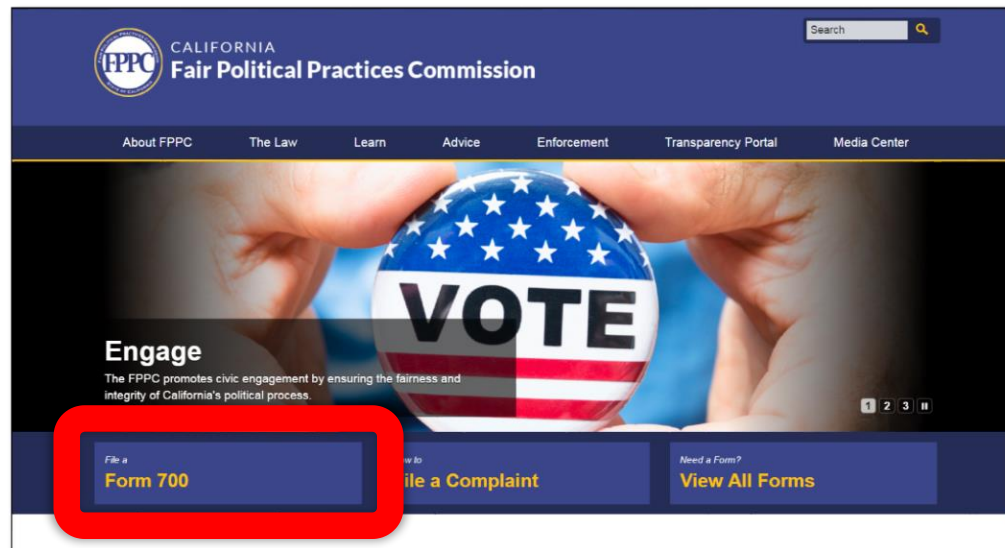 Search
FPPC
CALIFORNIA
Fair Political Practices Commission
About FPPC The Law Learn Advice Enforcement Transparency Portal Media Center
VOTE
Engage
The FPPC promotes civic engagement by ensuring the fairness and
integrity of California's political process.
1 2 3
File a
Form 700
ile a Complaint
Need a Form?
View All Forms